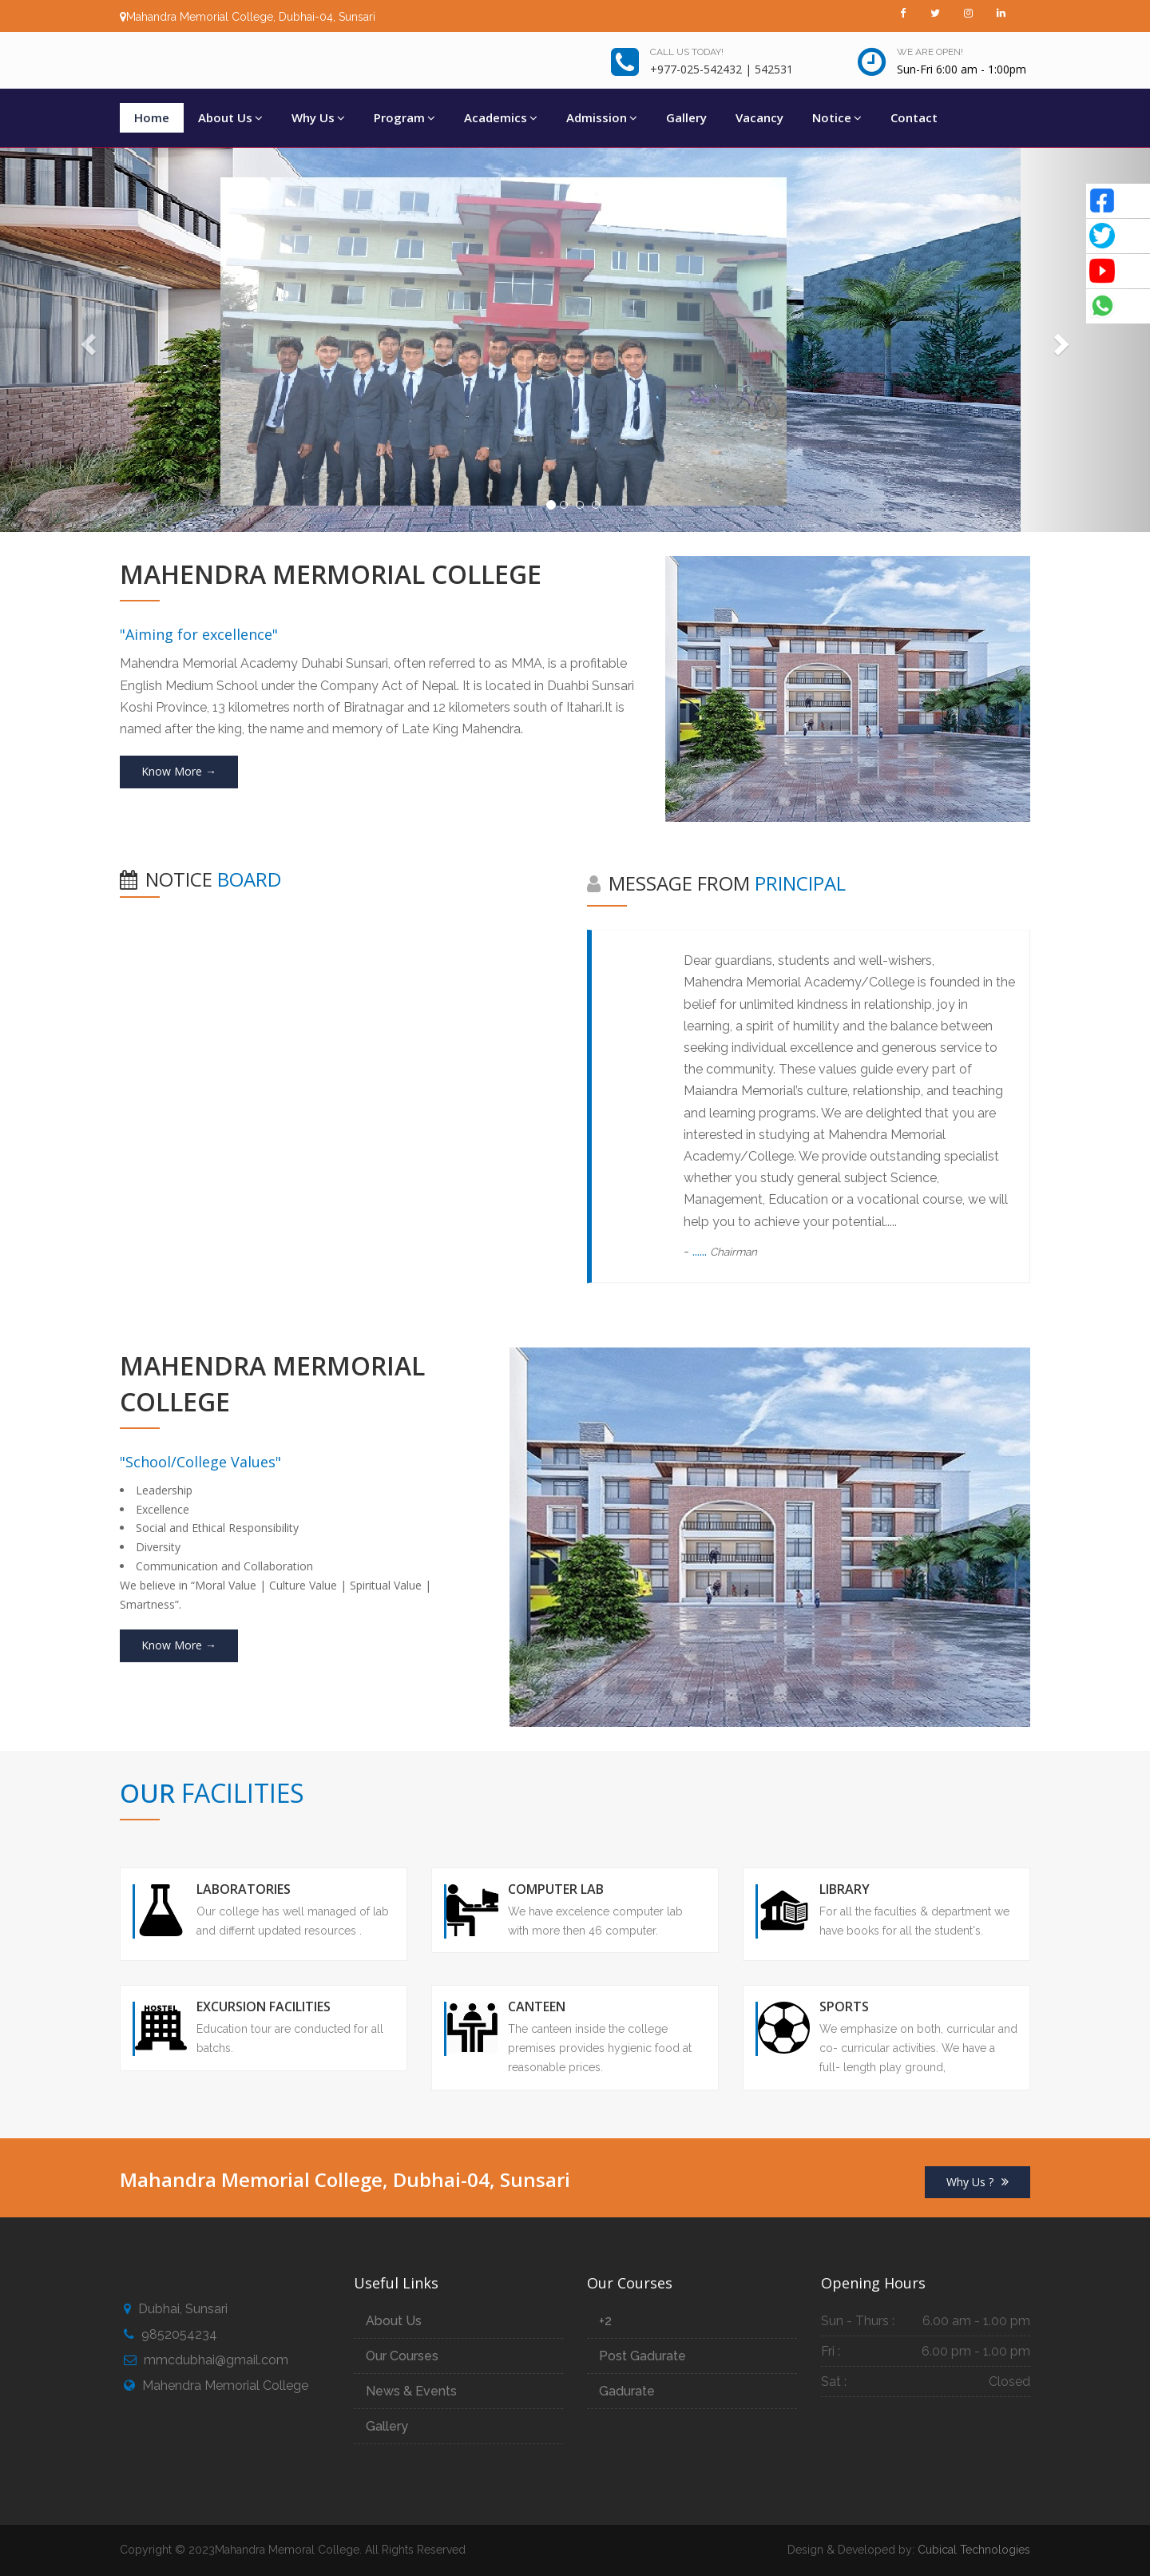 Mahandra Memorial College, Dubhai-04, Sunsari
CALL US TODAY!
+977-025-542432 | 542531
WE ARE OPEN!
Sun-Fri 6:00 am - 1:00pm
Home About Us Why Us Program Academics Admission Gallery Vacancy Notice Contact
MAHENDRA MERMORIAL COLLEGE
"Aiming for excellence"
Mahendra Memorial Academy Duhabi Sunsari, often referred to as MMA, is a profitable
English Medium School under the Company Act of Nepal. It is located in Duahbi Sunsari
Koshi Province, 13 kilometres north of Biratnagar and 12 kilometers south of Itahari.It is
named after the king, the name and memory of Late King Mahendra.
Know More →
NOTICE BOARD
MESSAGE FROM PRINCIPAL
Dear guardians, students and well-wishers,
Mahendra Memorial Academy/College is founded in the
belief for unlimited kindness in relationship, joy in
learning, a spirit of humility and the balance between
seeking individual excellence and generous service to
the community. These values guide every part of
Maiandra Memorial’s culture, relationship, and teaching
and learning programs. We are delighted that you are
interested in studying at Mahendra Memorial
Academy/College. We provide outstanding specialist
whether you study general subject Science,
Management, Education or a vocational course, we will
help you to achieve your potential.....
- ...... Chairman
MAHENDRA MERMORIAL
COLLEGE
"School/College Values"
• Leadership
• Excellence
• Social and Ethical Responsibility
• Diversity
• Communication and Collaboration
We believe in “Moral Value | Culture Value | Spiritual Value |
Smartness”.
Know More →
OUR FACILITIES
LABORATORIES
Our college has well managed of lab
and differnt updated resources .
COMPUTER LAB
We have excelence computer lab
with more then 46 computer.
LIBRARY
For all the faculties & department we
have books for all the student's.
HOSTEL
EXCURSION FACILITIES
Education tour are conducted for all
batchs.
CANTEEN
The canteen inside the college
premises provides hygienic food at
reasonable prices.
SPORTS
We emphasize on both, curricular and
co- curricular activities. We have a
full- length play ground,
Mahandra Memorial College, Dubhai-04, Sunsari
Why Us ? »
Dubhai, Sunsari
9852054234
mmcdubhai@gmail.com
Mahendra Memorial College
Useful Links
About Us
Our Courses
News & Events
Gallery
Our Courses
+2
Post Gadurate
Gadurate
Opening Hours
Sun - Thurs : 6.00 am - 1.00 pm
Fri : 6.00 pm - 1.00 pm
Sat : Closed
Copyright © 2023Mahandra Memoral College. All Rights Reserved
Design & Developed by: Cubical Technologies